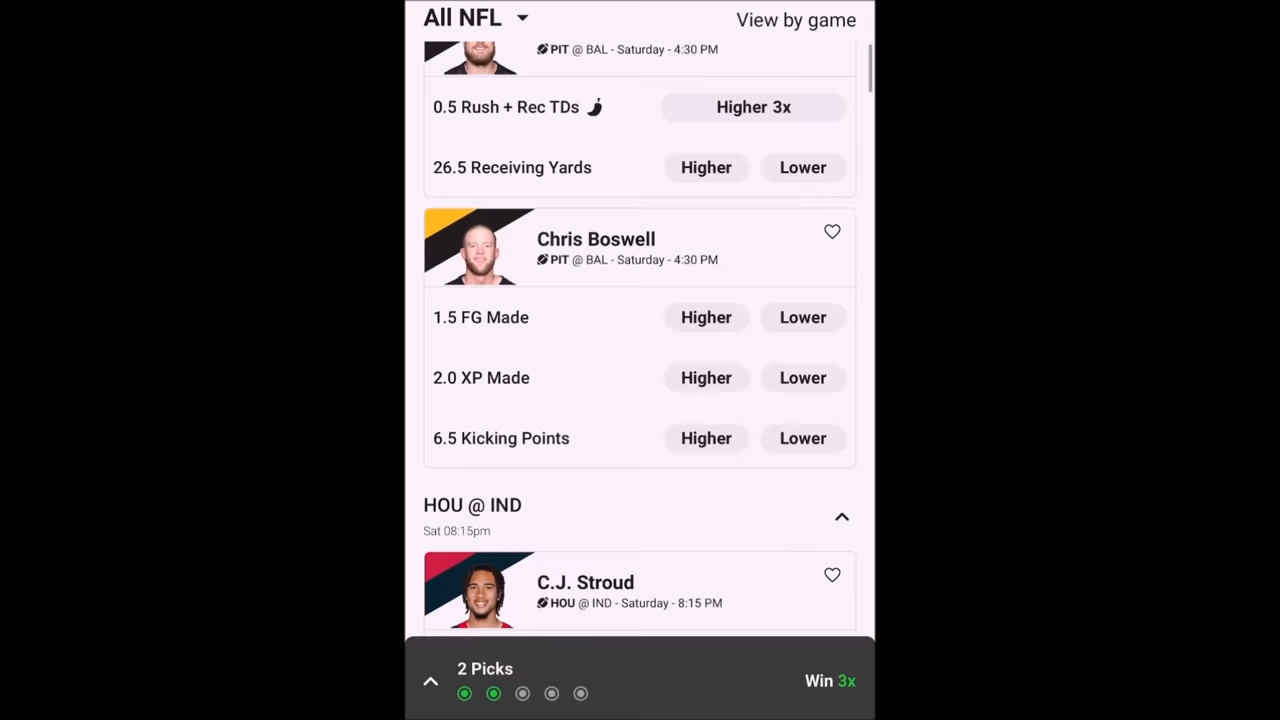 All NFL
View by game
PIT @ BAL - Saturday - 4:30 PM
0.5 Rush + Rec TDs
Higher 3x
26.5 Receiving Yards
Higher
Lower
Chris Boswell
PIT @ BAL - Saturday - 4:30 PM
1.5 FG Made
Higher
Lower
2.0 XP Made
Higher
Lower
6.5 Kicking Points
Higher
Lower
HOU @ IND
Sat 08:15pm
C.J. Stroud
HOU @ IND - Saturday - 8:15 PM
2 Picks
Win 3x